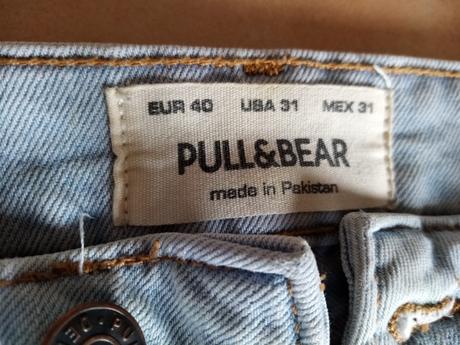 EUR 40 USA 31 MEX 31
PULL&BEAR
made in Pakistan